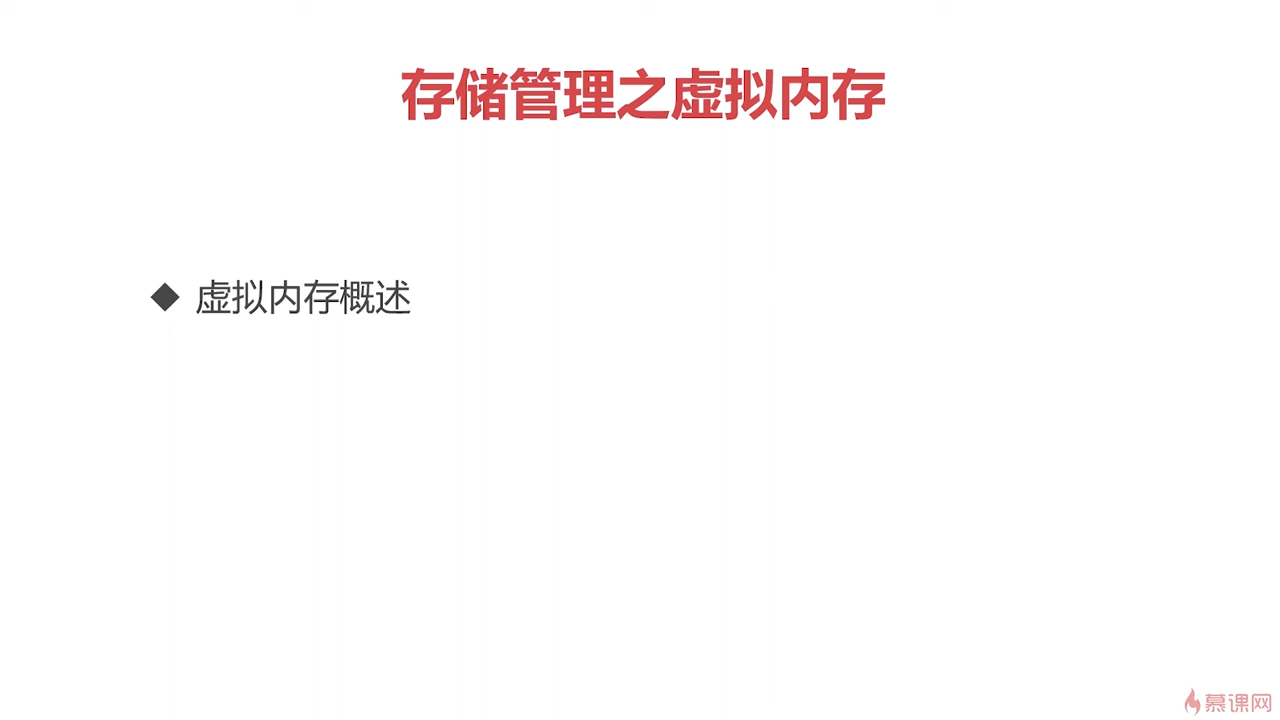 存储管理之虚拟内存
◆ 虚拟内存概述
慕课网